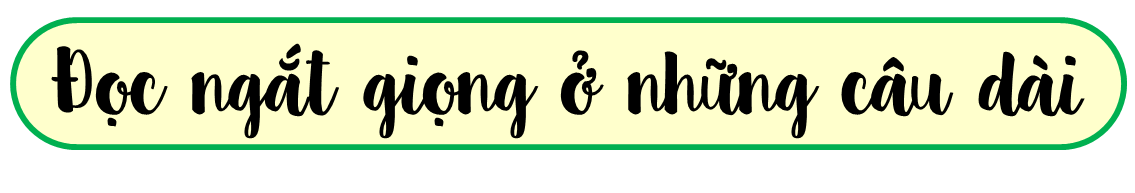 Đọc ngắt giọng ở những câu dài